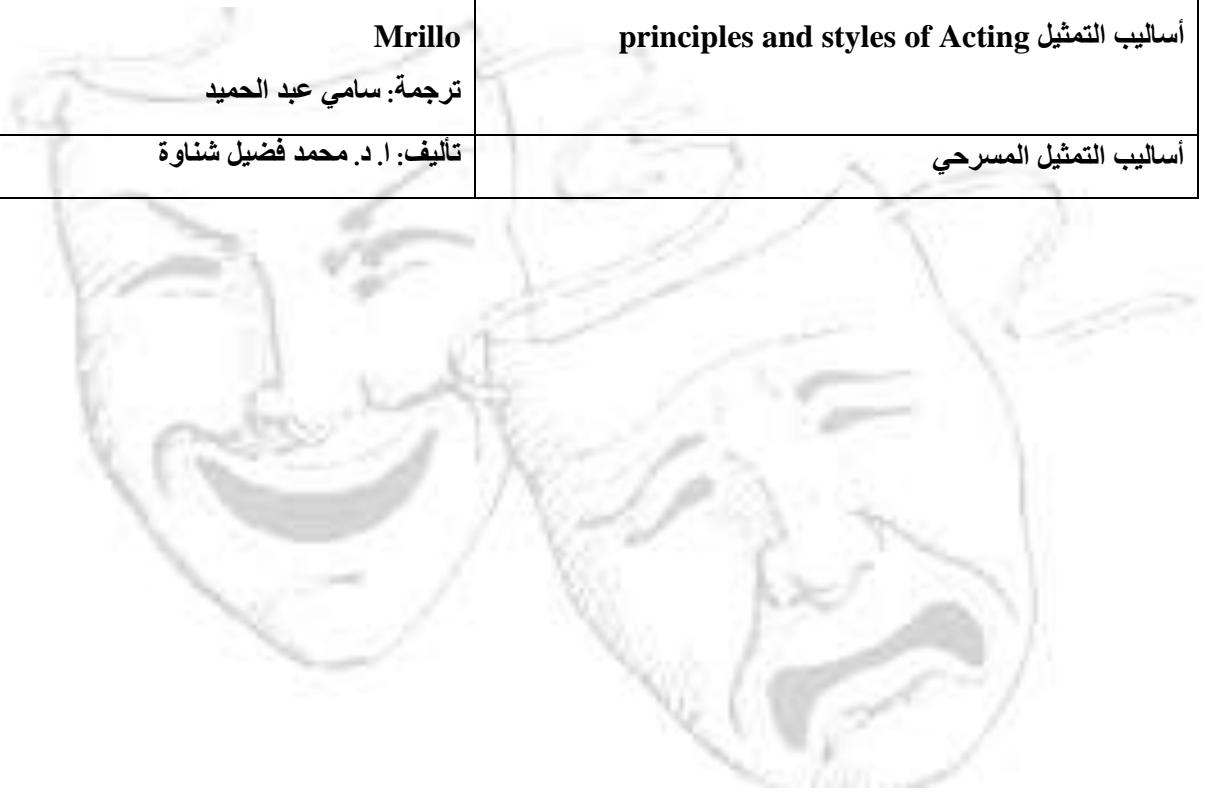 أساليب التمثيل principles and styles of Acting
Mrillo
ترجمة: سامي عبد الحميد
أساليب التمثيل المسرحي
تأليف: ا. د. محمد فضيل شناوة